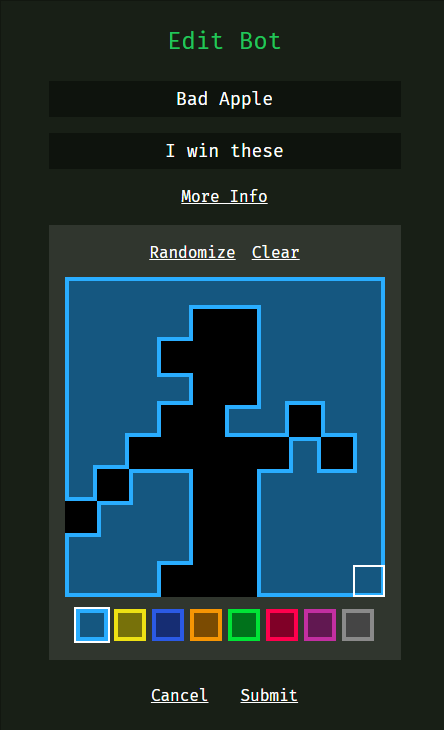 Edit Bot
Bad Apple
I win these
More Info
Randomize Clear
Cancel Submit